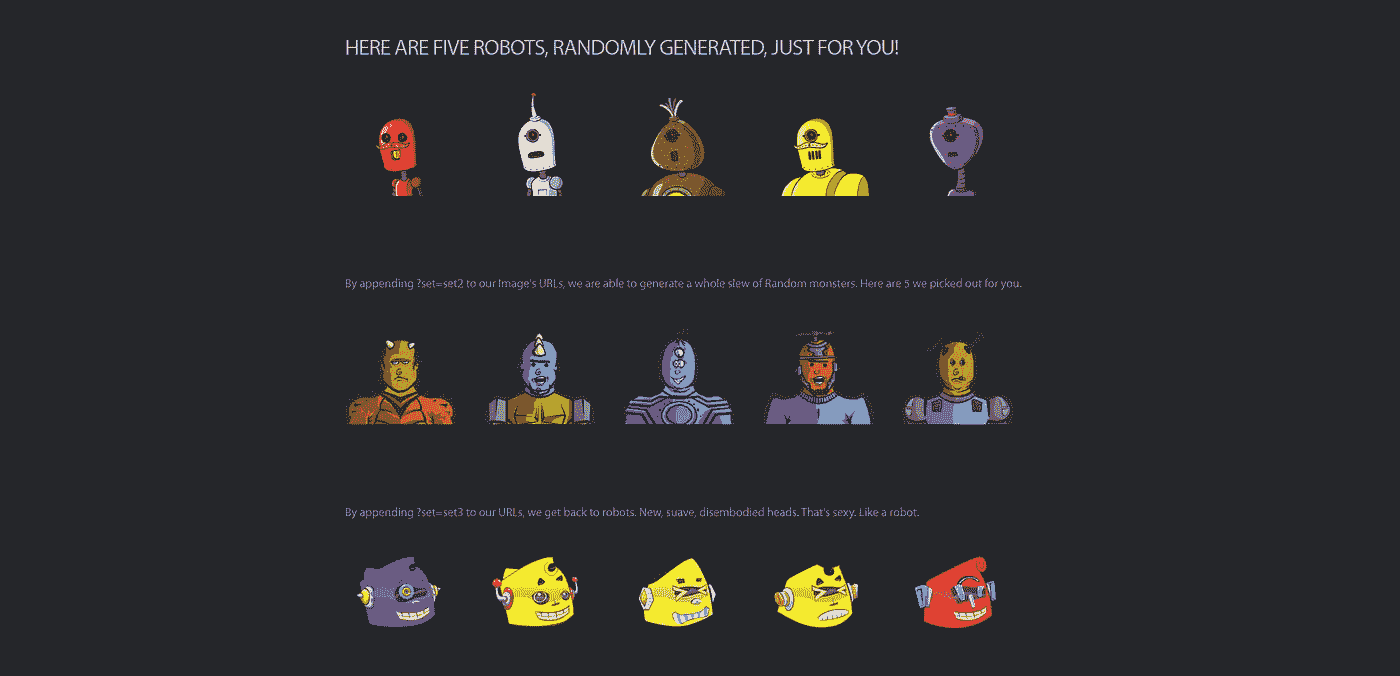 HERE ARE FIVE ROBOTS, RANDOMLY GENERATED, JUST FOR YOU!
By appending ?set=set2 to our Image's URLs, we are able to generate a whole slew of Random monsters. Here are 5 we picked out for you.
By appending ?set=set3 to our URLs, we get back to robots. New, suave, disembodied heads. That's sexy. Like a robot.